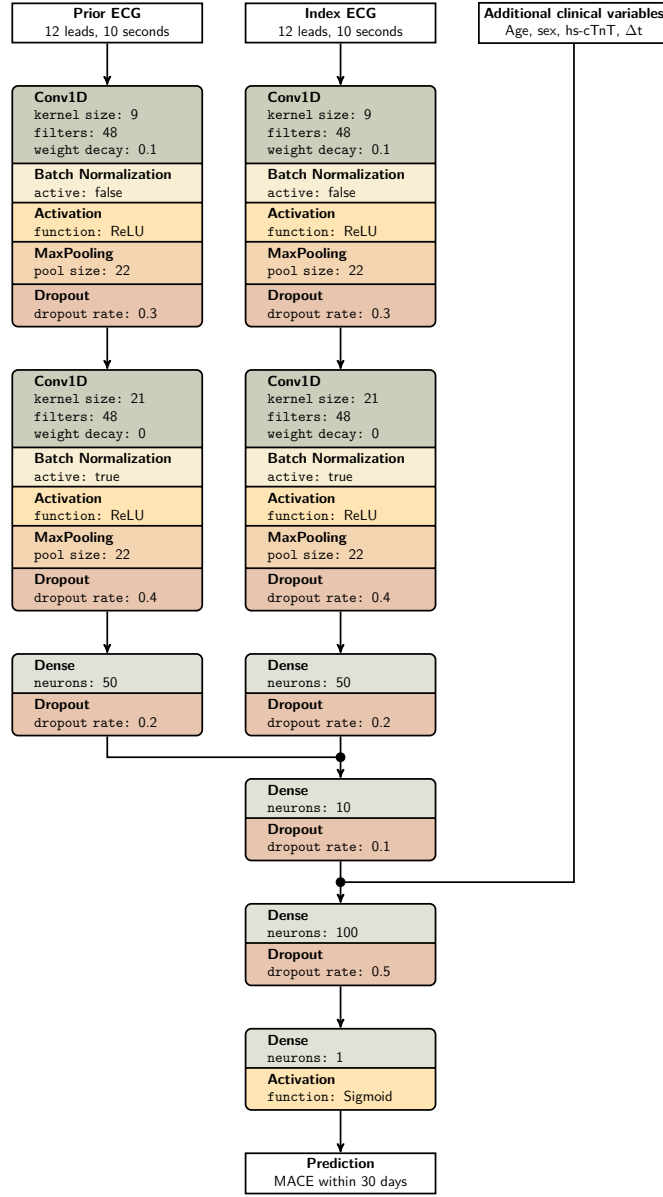 Prior ECG
12 leads, 10 seconds
Index ECG
12 leads, 10 seconds
Additional clinical variables
Age, sex, hs-cTnT, Δt
Conv1D
kernel size: 9
filters: 48
weight decay: 0.1
Batch Normalization
active: false
Activation
function: ReLU
MaxPooling
pool size: 22
Dropout
dropout rate: 0.3
Conv1D
kernel size: 9
filters: 48
weight decay: 0.1
Batch Normalization
active: false
Activation
function: ReLU
MaxPooling
pool size: 22
Dropout
dropout rate: 0.3
Conv1D
kernel size: 21
filters: 48
weight decay: 0
Batch Normalization
active: true
Activation
function: ReLU
MaxPooling
pool size: 22
Dropout
dropout rate: 0.4
Conv1D
kernel size: 21
filters: 48
weight decay: 0
Batch Normalization
active: true
Activation
function: ReLU
MaxPooling
pool size: 22
Dropout
dropout rate: 0.4
Dense
neurons: 50
Dropout
dropout rate: 0.2
Dense
neurons: 50
Dropout
dropout rate: 0.2
Dense
neurons: 10
Dropout
dropout rate: 0.1
Dense
neurons: 100
Dropout
dropout rate: 0.5
Dense
neurons: 1
Activation
function: Sigmoid
Prediction
MACE within 30 days